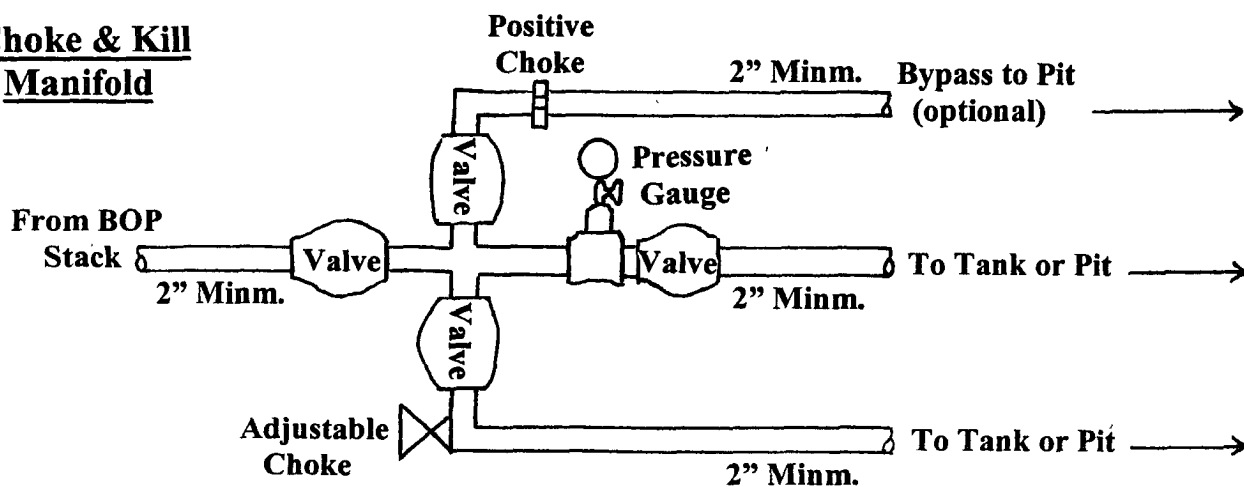 hoke & Kill
Manifold
Positive
Choke
2” Minm.
Bypass to Pit
(optional)
Valve
Pressure
Gauge
From BOP
Stack
Valve
Valve
To Tank or Pit
2” Minm.
2” Minm.
Valve
Adjustable
Choke
To Tank or Pit
2” Minm.